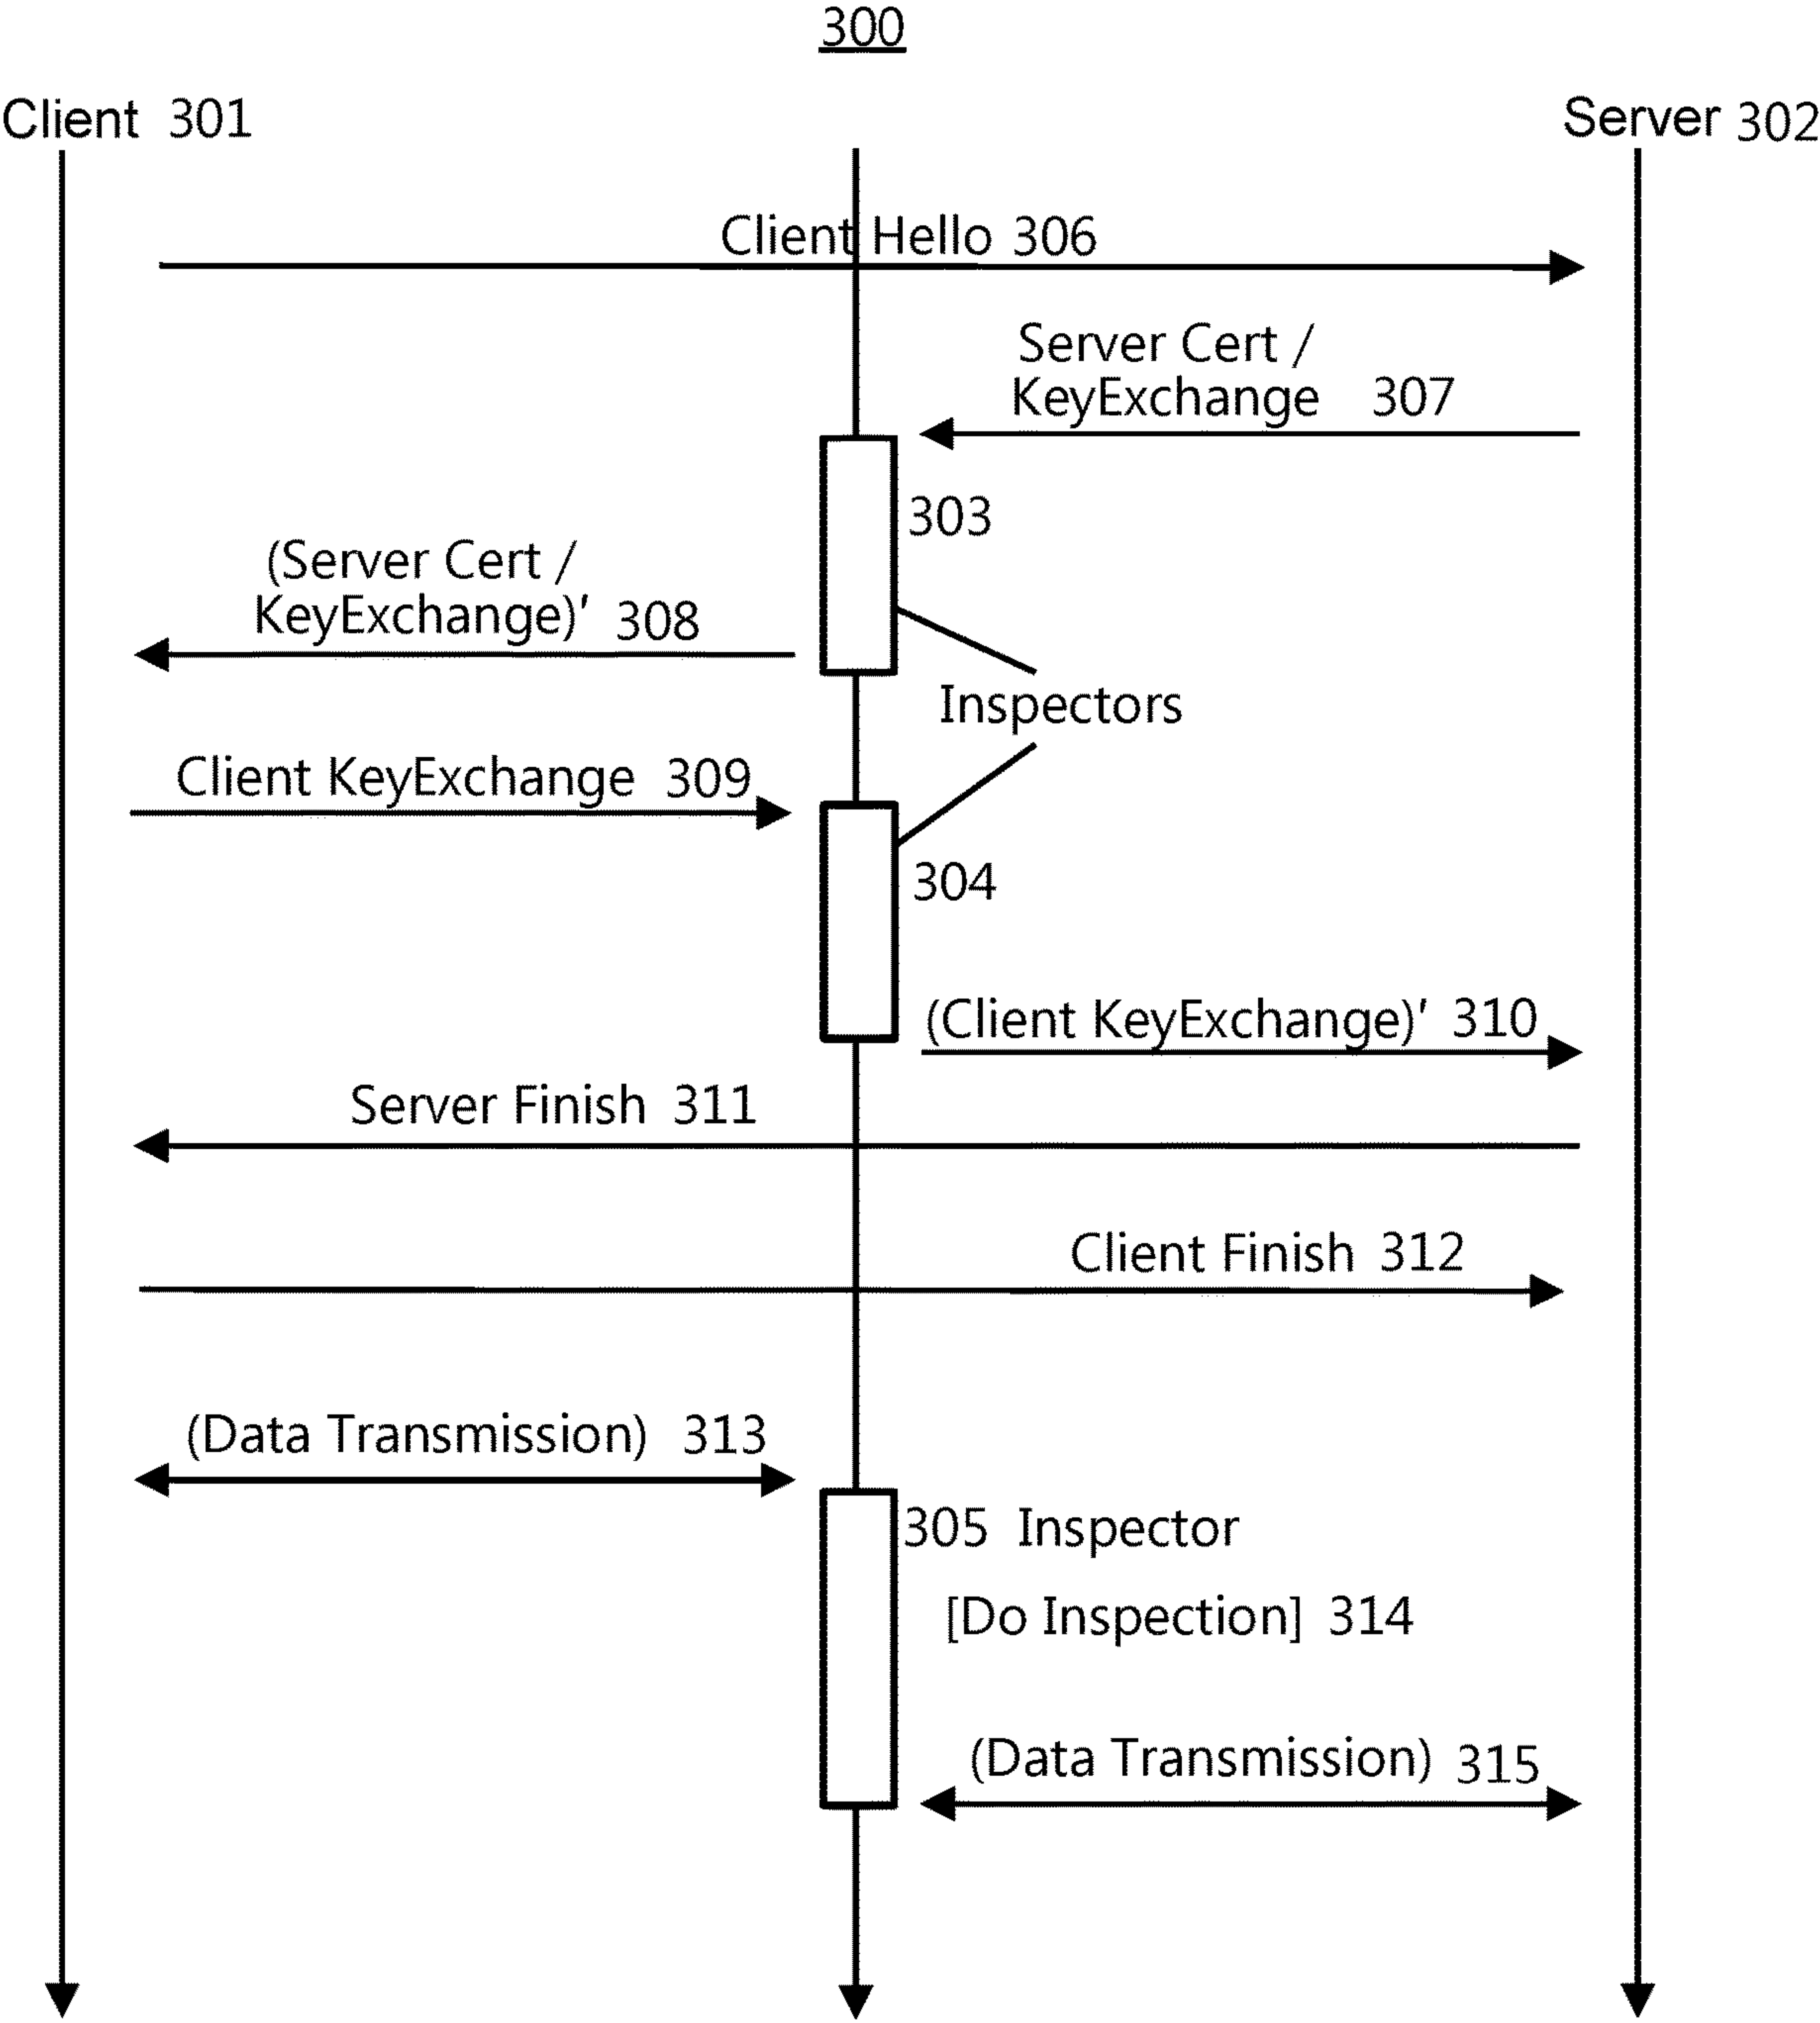 300
Client 301
Server 302
Client Hello 306
Server Cert /
KeyExchange 307
303
(Server Cert /
KeyExchange)' 308
Inspectors
Client KeyExchange 309
304
(Client KeyExchange)' 310
Server Finish 311
Client Finish 312
(Data Transmission) 313
305 Inspector
[Do Inspection] 314
(Data Transmission) 315